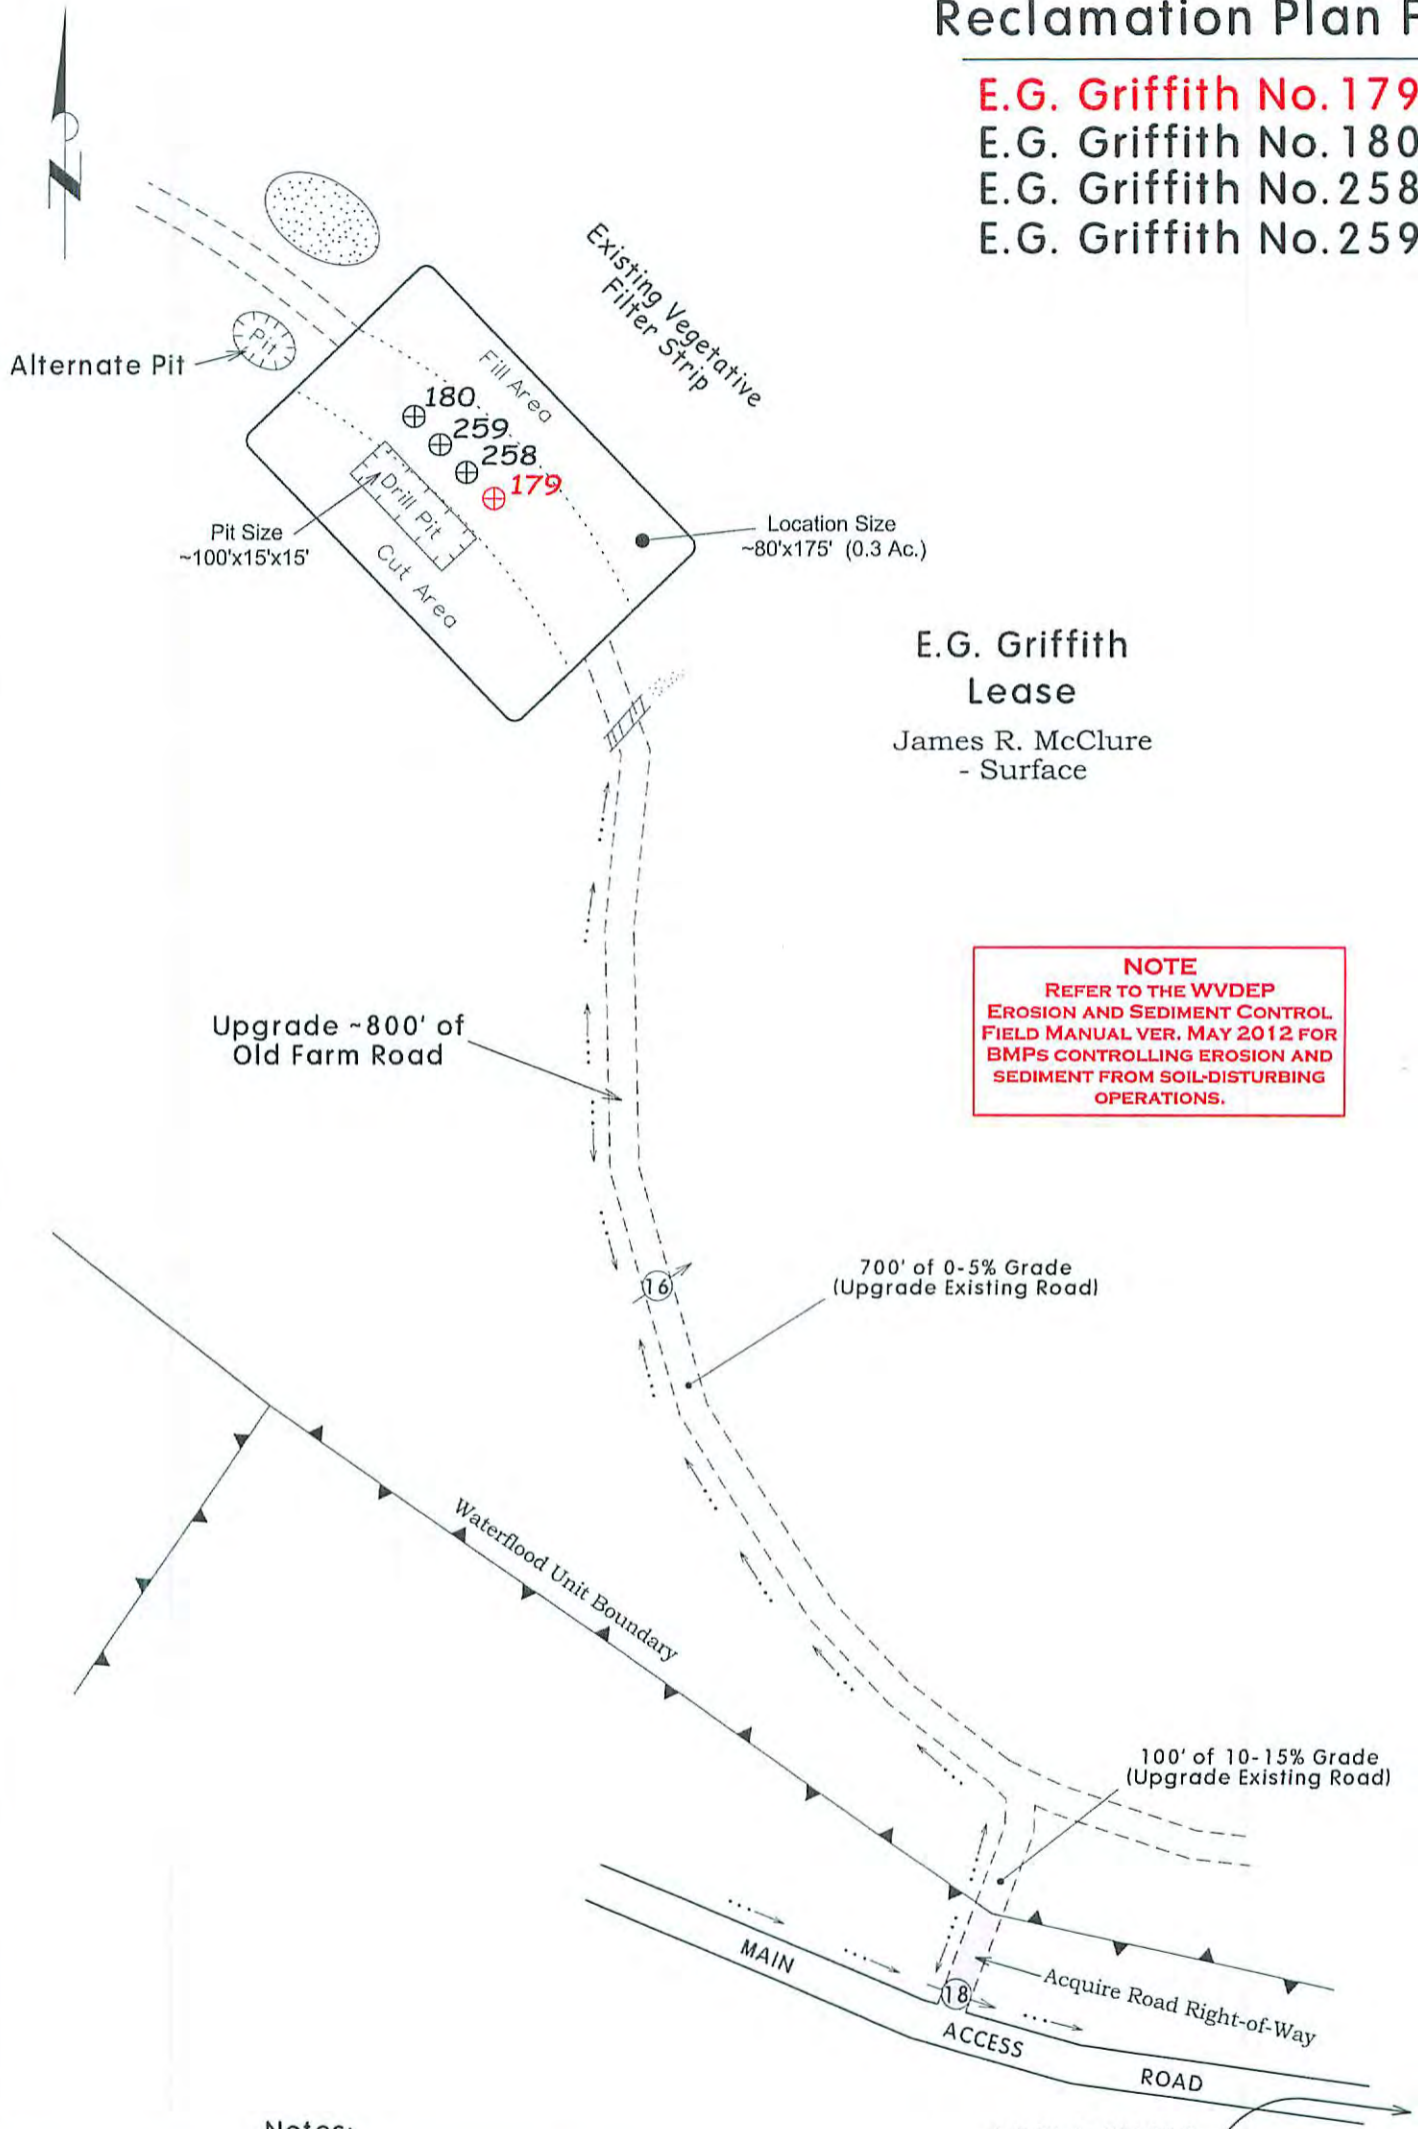 Reclamation Plan F
E.G. Griffith No. 179
E.G. Griffith No. 180
E.G. Griffith No. 258
E.G. Griffith No. 259
N
Existing Vegetative
Filter Strip
Alternate Pit
Pit
Fill Area
180
259
258
179
Drill Pit
Cut Area
Pit Size
~100'x15'x15'
Location Size
~80'x175' (0.3 Ac.)
E.G. Griffith
Lease
James R. McClure
- Surface
NOTE
REFER TO THE WVDEP
EROSION AND SEDIMENT CONTROL
FIELD MANUAL VER. MAY 2012 FOR
BMPS CONTROLLING EROSION AND
SEDIMENT FROM SOIL-DISTURBING
OPERATIONS.
Upgrade ~800' of
Old Farm Road
16
700' of 0-5% Grade
(Upgrade Existing Road)
Waterflood Unit Boundary
100' of 10-15% Grade
(Upgrade Existing Road)
Acquire Road Right-of-Way
18
MAIN
ACCESS
ROAD
Notes: